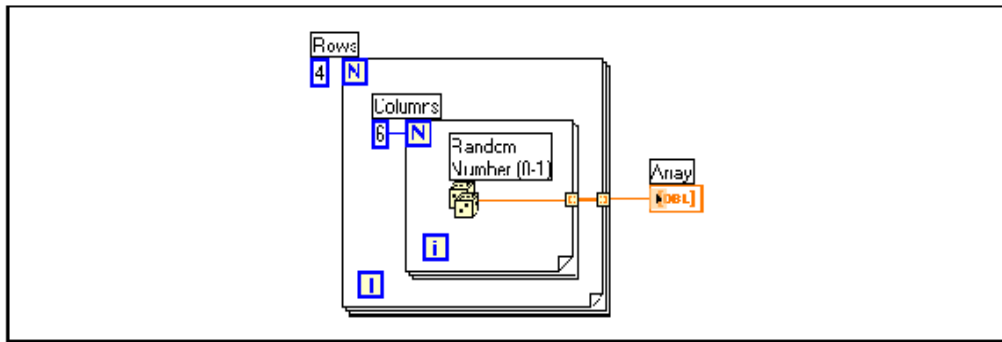 Rows
4 N
Columns
6 N
Random
Number (0-1)
Array
[DBL]
i
i